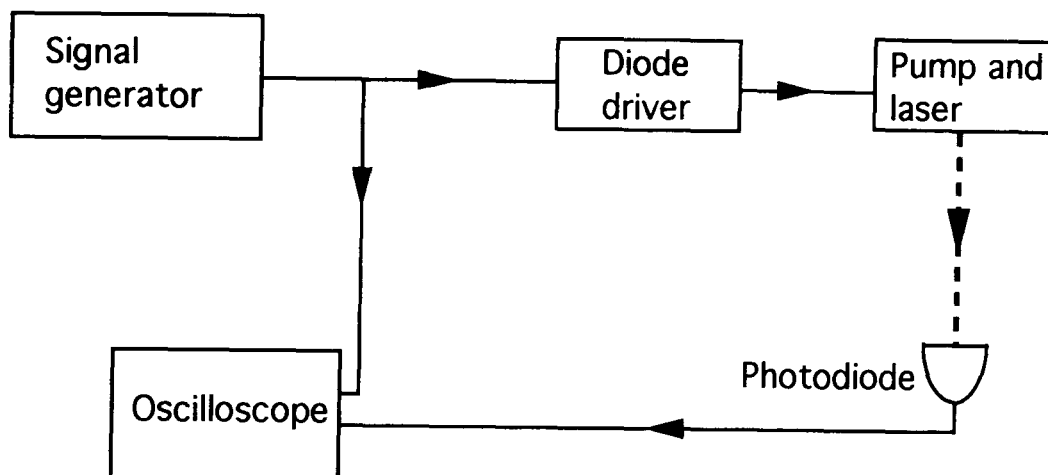 Signal
generator
Diode
driver
Pump and
laser
Photodiode
Oscilloscope